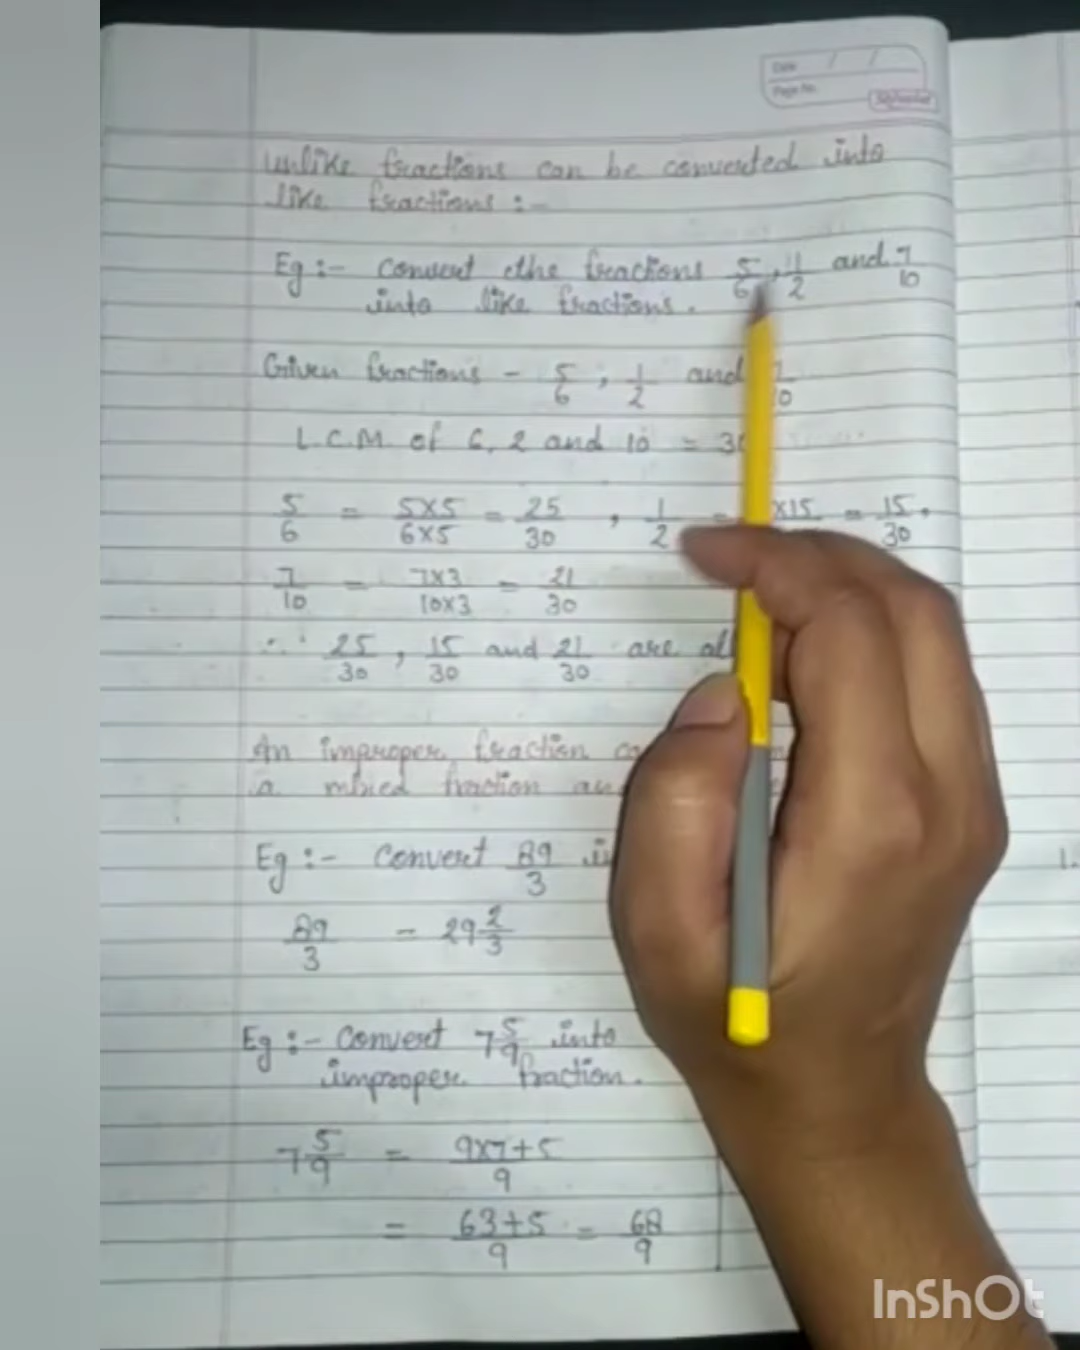 Date / /
Page No.
unlike fractions can be converted into
like fractions :-
Eg :- Convert the fractions 5/6, 1/2 and 7/10
into like fractions.
Given fractions - 5/6, 1/2 and /10
L.C.M. of 6, 2 and 10 = 3
5/6 = 5×5/6×5 = 25/30 , 1/2 = ×15 = 15/30.
7/10 = 7×3/10×3 = 21/30
∴ 25/30, 15/30 and 21/30 are all
An improper fraction
a mixed fraction
Eg :- Convert 89/3
89/3 - 29 2/3
Eg :- Convert 7 5/9 into
improper fraction.
7 5/9 = 9×7+5/9
= 63+5/9 = 68/9
1.
InShOt